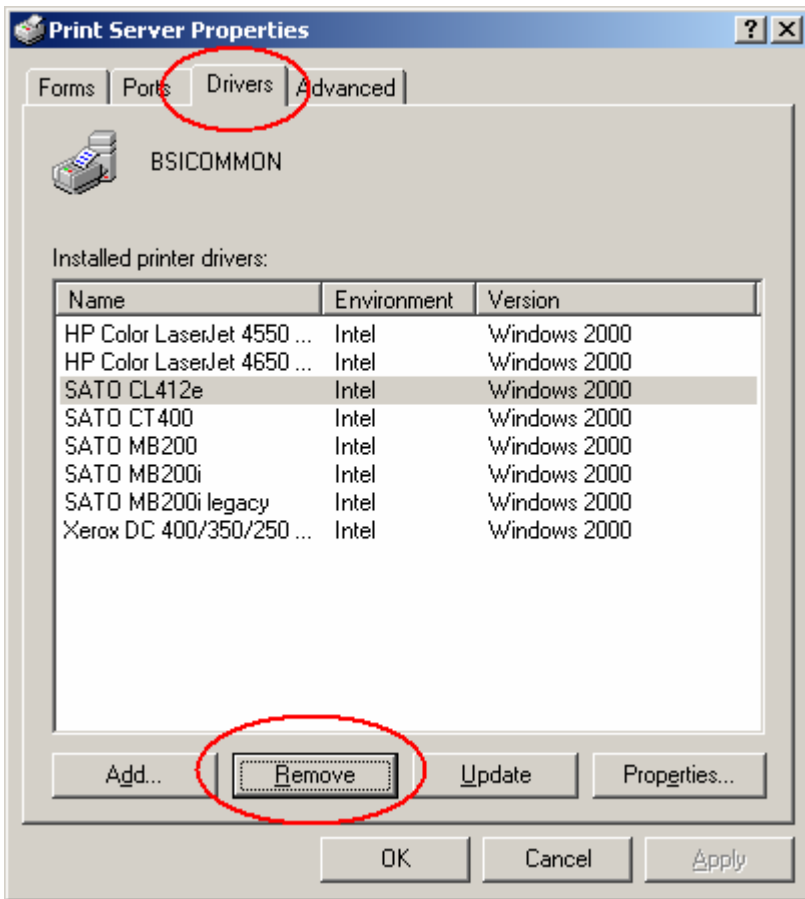 Print Server Properties
Forms Ports Drivers Advanced
BSICOMMON
Installed printer drivers:
Name Environment Version
HP Color LaserJet 4550 ... Intel Windows 2000
HP Color LaserJet 4650 ... Intel Windows 2000
SATO CL412e Intel Windows 2000
SATO CT400 Intel Windows 2000
SATO MB200 Intel Windows 2000
SATO MB200i Intel Windows 2000
SATO MB200i legacy Intel Windows 2000
Xerox DC 400/350/250 ... Intel Windows 2000
Add... Remove Update Properties...
OK Cancel Apply